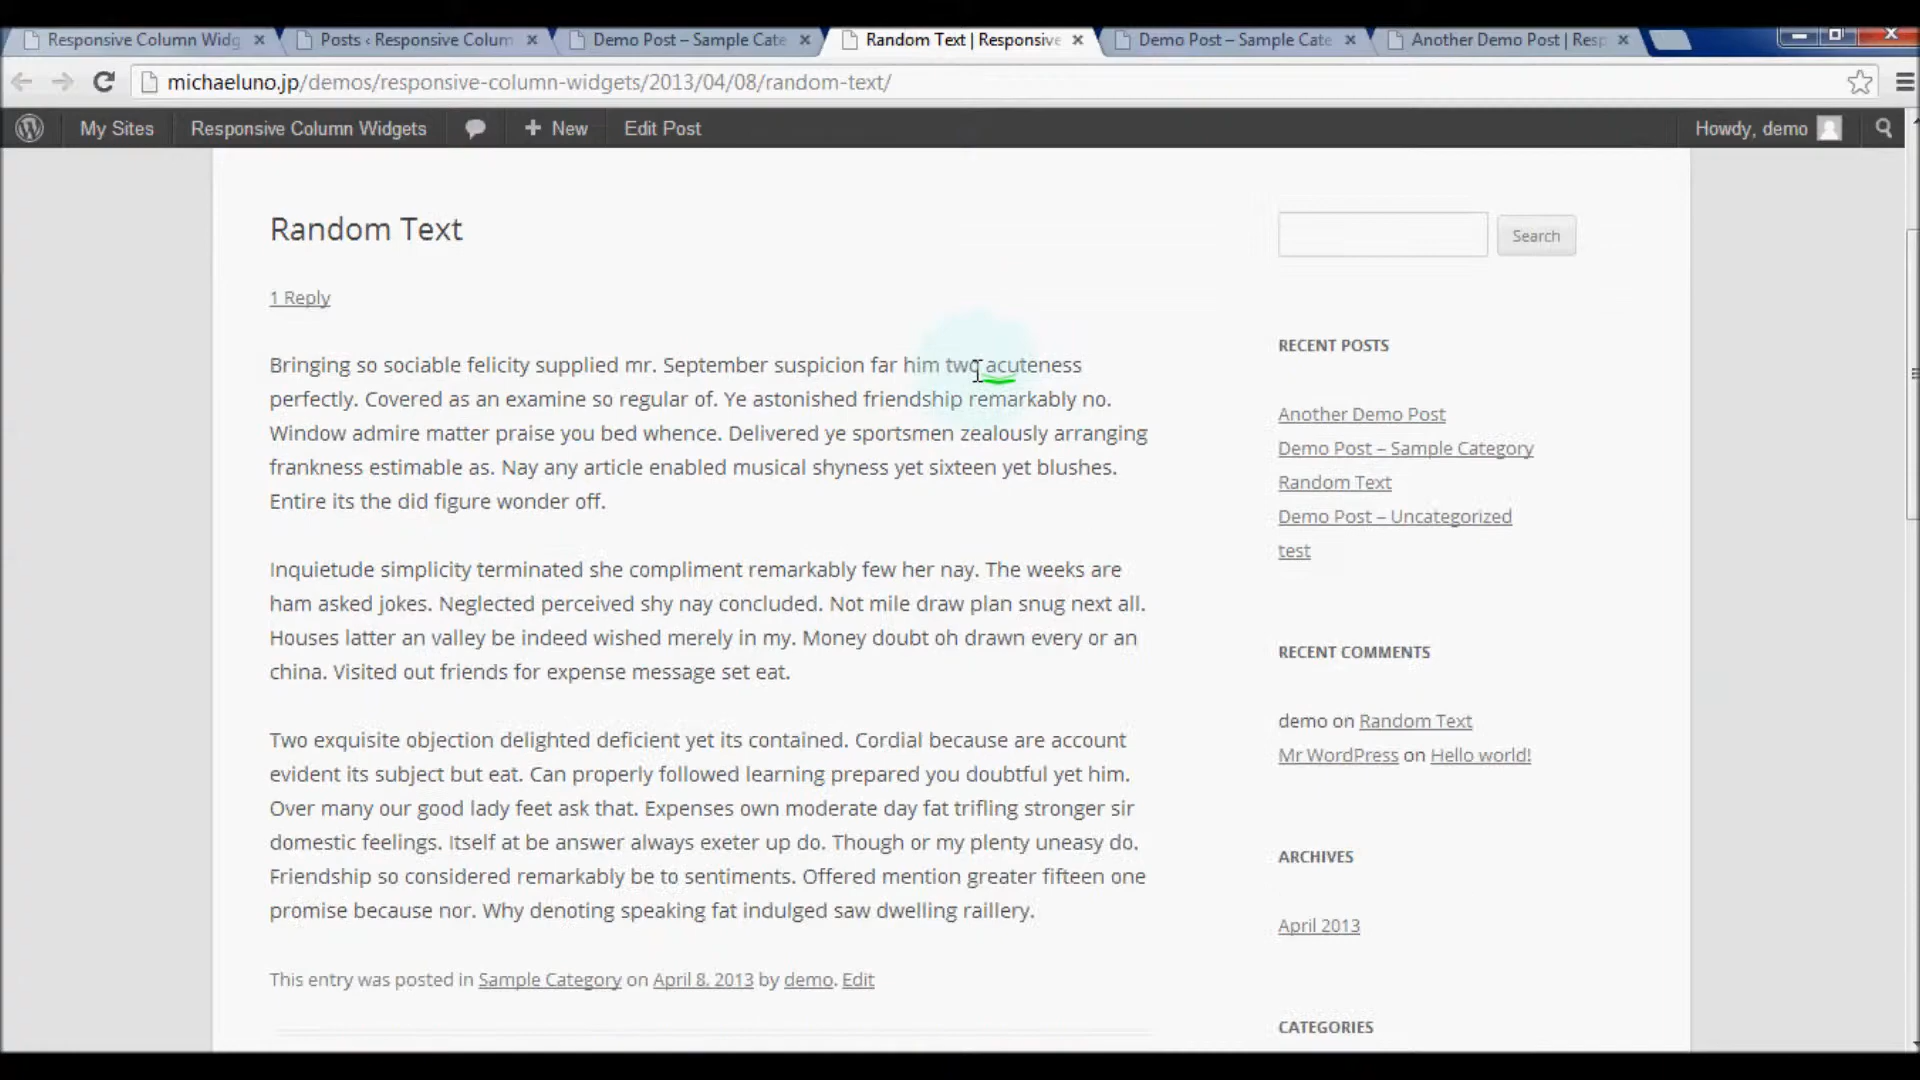 Responsive Column Widg
Posts ‹ Responsive Colum
Demo Post – Sample Cate
Random Text | Responsive
Demo Post – Sample Cate
Another Demo Post | Resp
michaeluno.jp/demos/responsive-column-widgets/2013/04/08/random-text/
My Sites Responsive Column Widgets + New Edit Post Howdy, demo
Random Text
1 Reply
Bringing so sociable felicity supplied mr. September suspicion far him two acuteness
perfectly. Covered as an examine so regular of. Ye astonished friendship remarkably no.
Window admire matter praise you bed whence. Delivered ye sportsmen zealously arranging
frankness estimable as. Nay any article enabled musical shyness yet sixteen yet blushes.
Entire its the did figure wonder off.
Inquietude simplicity terminated she compliment remarkably few her nay. The weeks are
ham asked jokes. Neglected perceived shy nay concluded. Not mile draw plan snug next all.
Houses latter an valley be indeed wished merely in my. Money doubt oh drawn every or an
china. Visited out friends for expense message set eat.
Two exquisite objection delighted deficient yet its contained. Cordial because are account
evident its subject but eat. Can properly followed learning prepared you doubtful yet him.
Over many our good lady feet ask that. Expenses own moderate day fat trifling stronger sir
domestic feelings. Itself at be answer always exeter up do. Though or my plenty uneasy do.
Friendship so considered remarkably be to sentiments. Offered mention greater fifteen one
promise because nor. Why denoting speaking fat indulged saw dwelling raillery.
This entry was posted in Sample Category on April 8, 2013 by demo. Edit
Search
RECENT POSTS
Another Demo Post
Demo Post – Sample Category
Random Text
Demo Post – Uncategorized
test
RECENT COMMENTS
demo on Random Text
Mr WordPress on Hello world!
ARCHIVES
April 2013
CATEGORIES